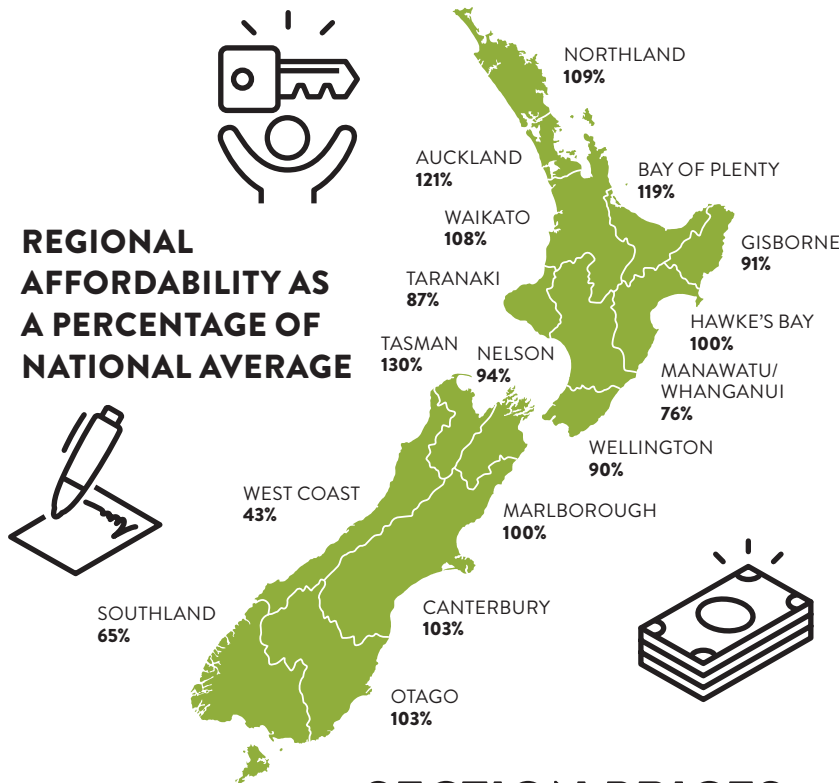 NORTHLAND
109%
AUCKLAND
121%
BAY OF PLENTY
119%
WAIKATO
108%
REGIONAL
AFFORDABILITY AS
A PERCENTAGE OF
NATIONAL AVERAGE
GISBORNE
91%
TARANAKI
87%
HAWKE'S BAY
100%
TASMAN
130%
NELSON
94%
MANAWATU/
WHANGANUI
76%
WELLINGTON
90%
WEST COAST
43%
MARLBOROUGH
100%
SOUTHLAND
65%
CANTERBURY
103%
OTAGO
103%
SECTION PRICES